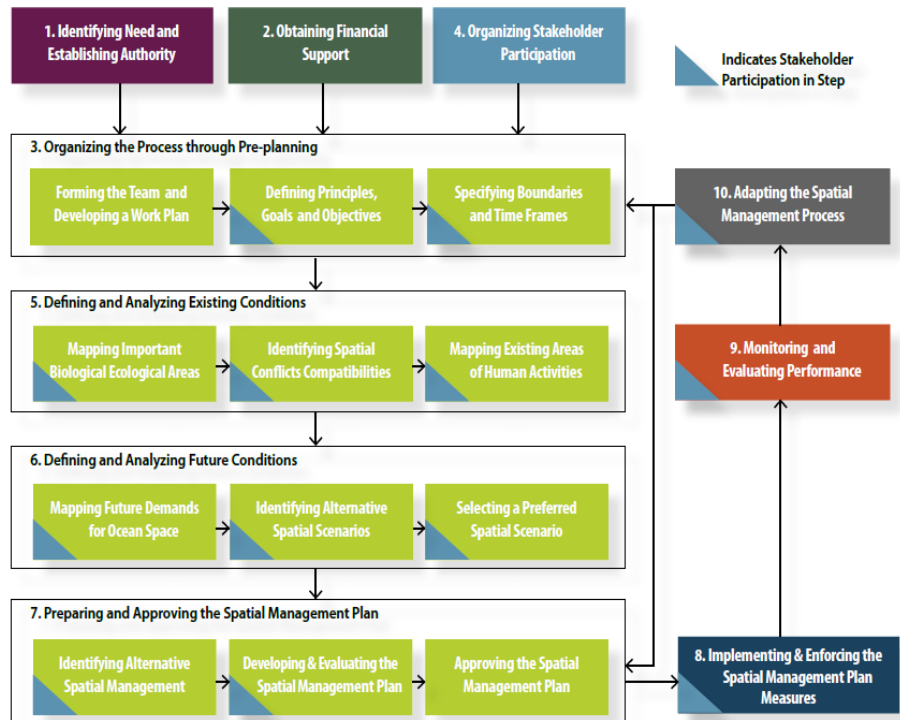 1. Identifying Need and
Establishing Authority
2. Obtaining Financial
Support
4. Organizing Stakeholder
Participation
Indicates Stakeholder
Participation in Step
3. Organizing the Process through Pre-planning
Forming the Team and
Developing a Work Plan
Defining Principles,
Goals and Objectives
Specifying Boundaries
and Time Frames
10. Adapting the Spatial
Management Process
5. Defining and Analyzing Existing Conditions
Mapping Important
Biological Ecological Areas
Identifying Spatial
Conflicts Compatibilities
Mapping Existing Areas
of Human Activities
9. Monitoring and
Evaluating Performance
6. Defining and Analyzing Future Conditions
Mapping Future Demands
for Ocean Space
Identifying Alternative
Spatial Scenarios
Selecting a Preferred
Spatial Scenario
7. Preparing and Approving the Spatial Management Plan
Identifying Alternative
Spatial Management
Developing & Evaluating the
Spatial Management Plan
Approving the Spatial
Management Plan
8. Implementing & Enforcing the
Spatial Management Plan
Measures